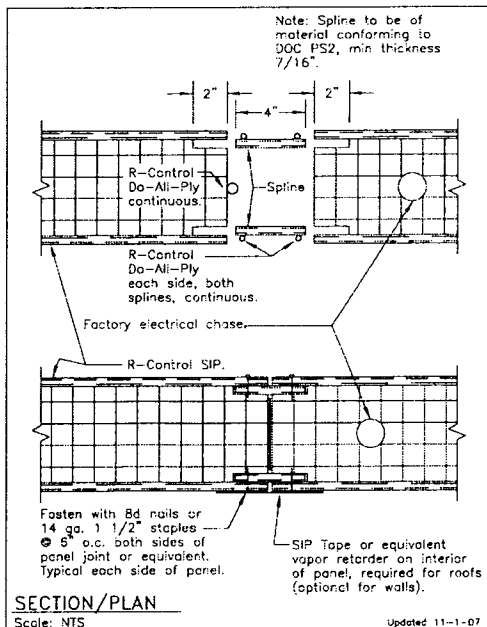 Note: Spline to be of
material conforming to
DOC PS2, min thickness
7/16".
2"
4"
2"
R-Control
Do-All-Ply
continuous.
Spline
R-Control
Do-All-Ply
each side, both
splines, continuous.
Factory electrical chase.
R-Control SIP.
Fasten with 8d nails or
14 ga. 1 1/2" staples
@ 6" o.c. both sides of
panel joint or equivalent.
Typical each side of panel.
SIP Tape or equivalent
vapor retarder on interior
of panel, required for roofs
(optional for walls).
SECTION/PLAN
Scale: NTS
Updated 11-1-07